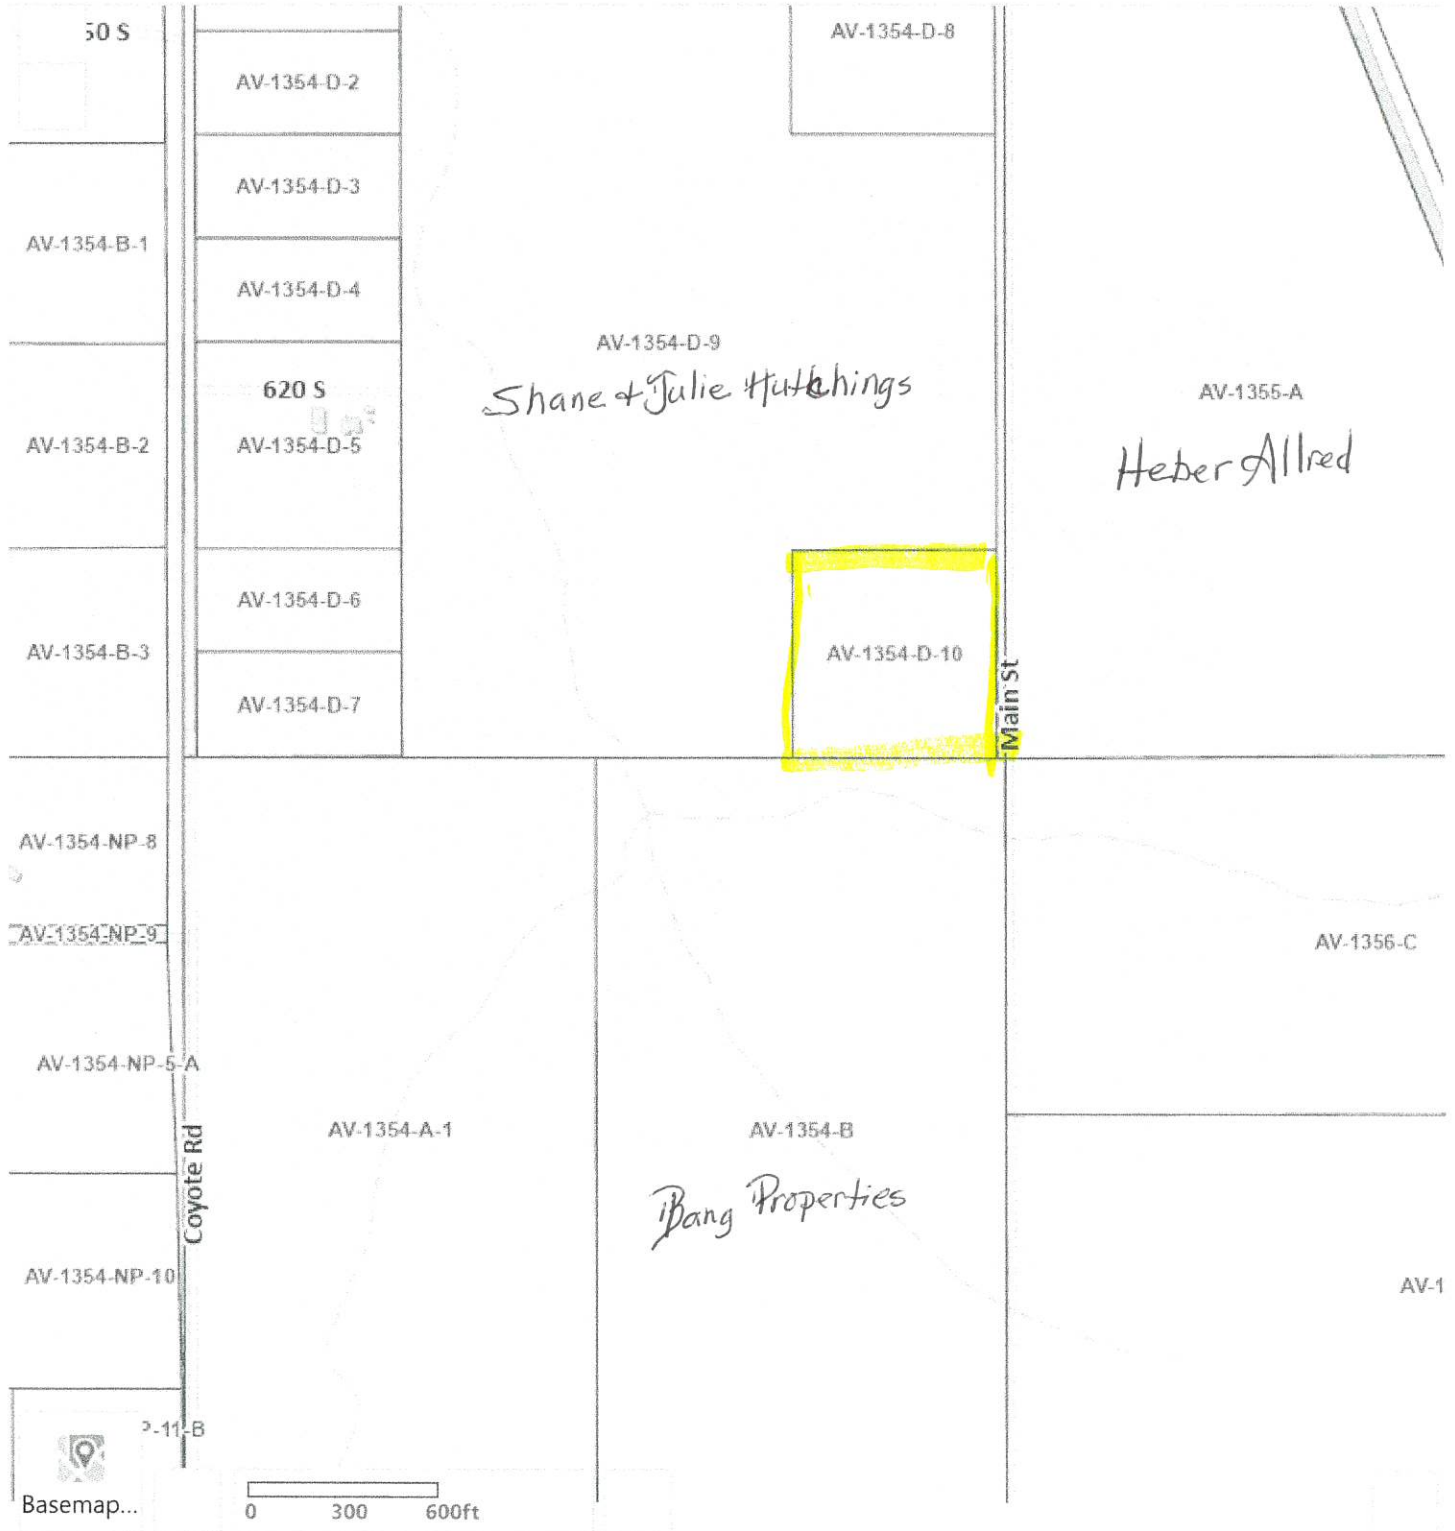 50 S
AV-1354-D-8
AV-1354-D-2
AV-1354-D-3
AV-1354-B-1
AV-1354-D-4
AV-1354-D-9
620 S
Shane + Julie Hutchings
AV-1355-A
AV-1354-B-2
AV-1354-D-5
Heber Allred
AV-1354-D-6
AV-1354-B-3
AV-1354-D-10
AV-1354-D-7
Main St
AV-1354-NP-8
AV-1354-NP-9
AV-1356-C
AV-1354-NP-5-A
AV-1354-A-1
AV-1354-B
Coyote Rd
Bang Properties
AV-1354-NP-10
AV-1
P-11-B
Basemap...
0 300 600ft